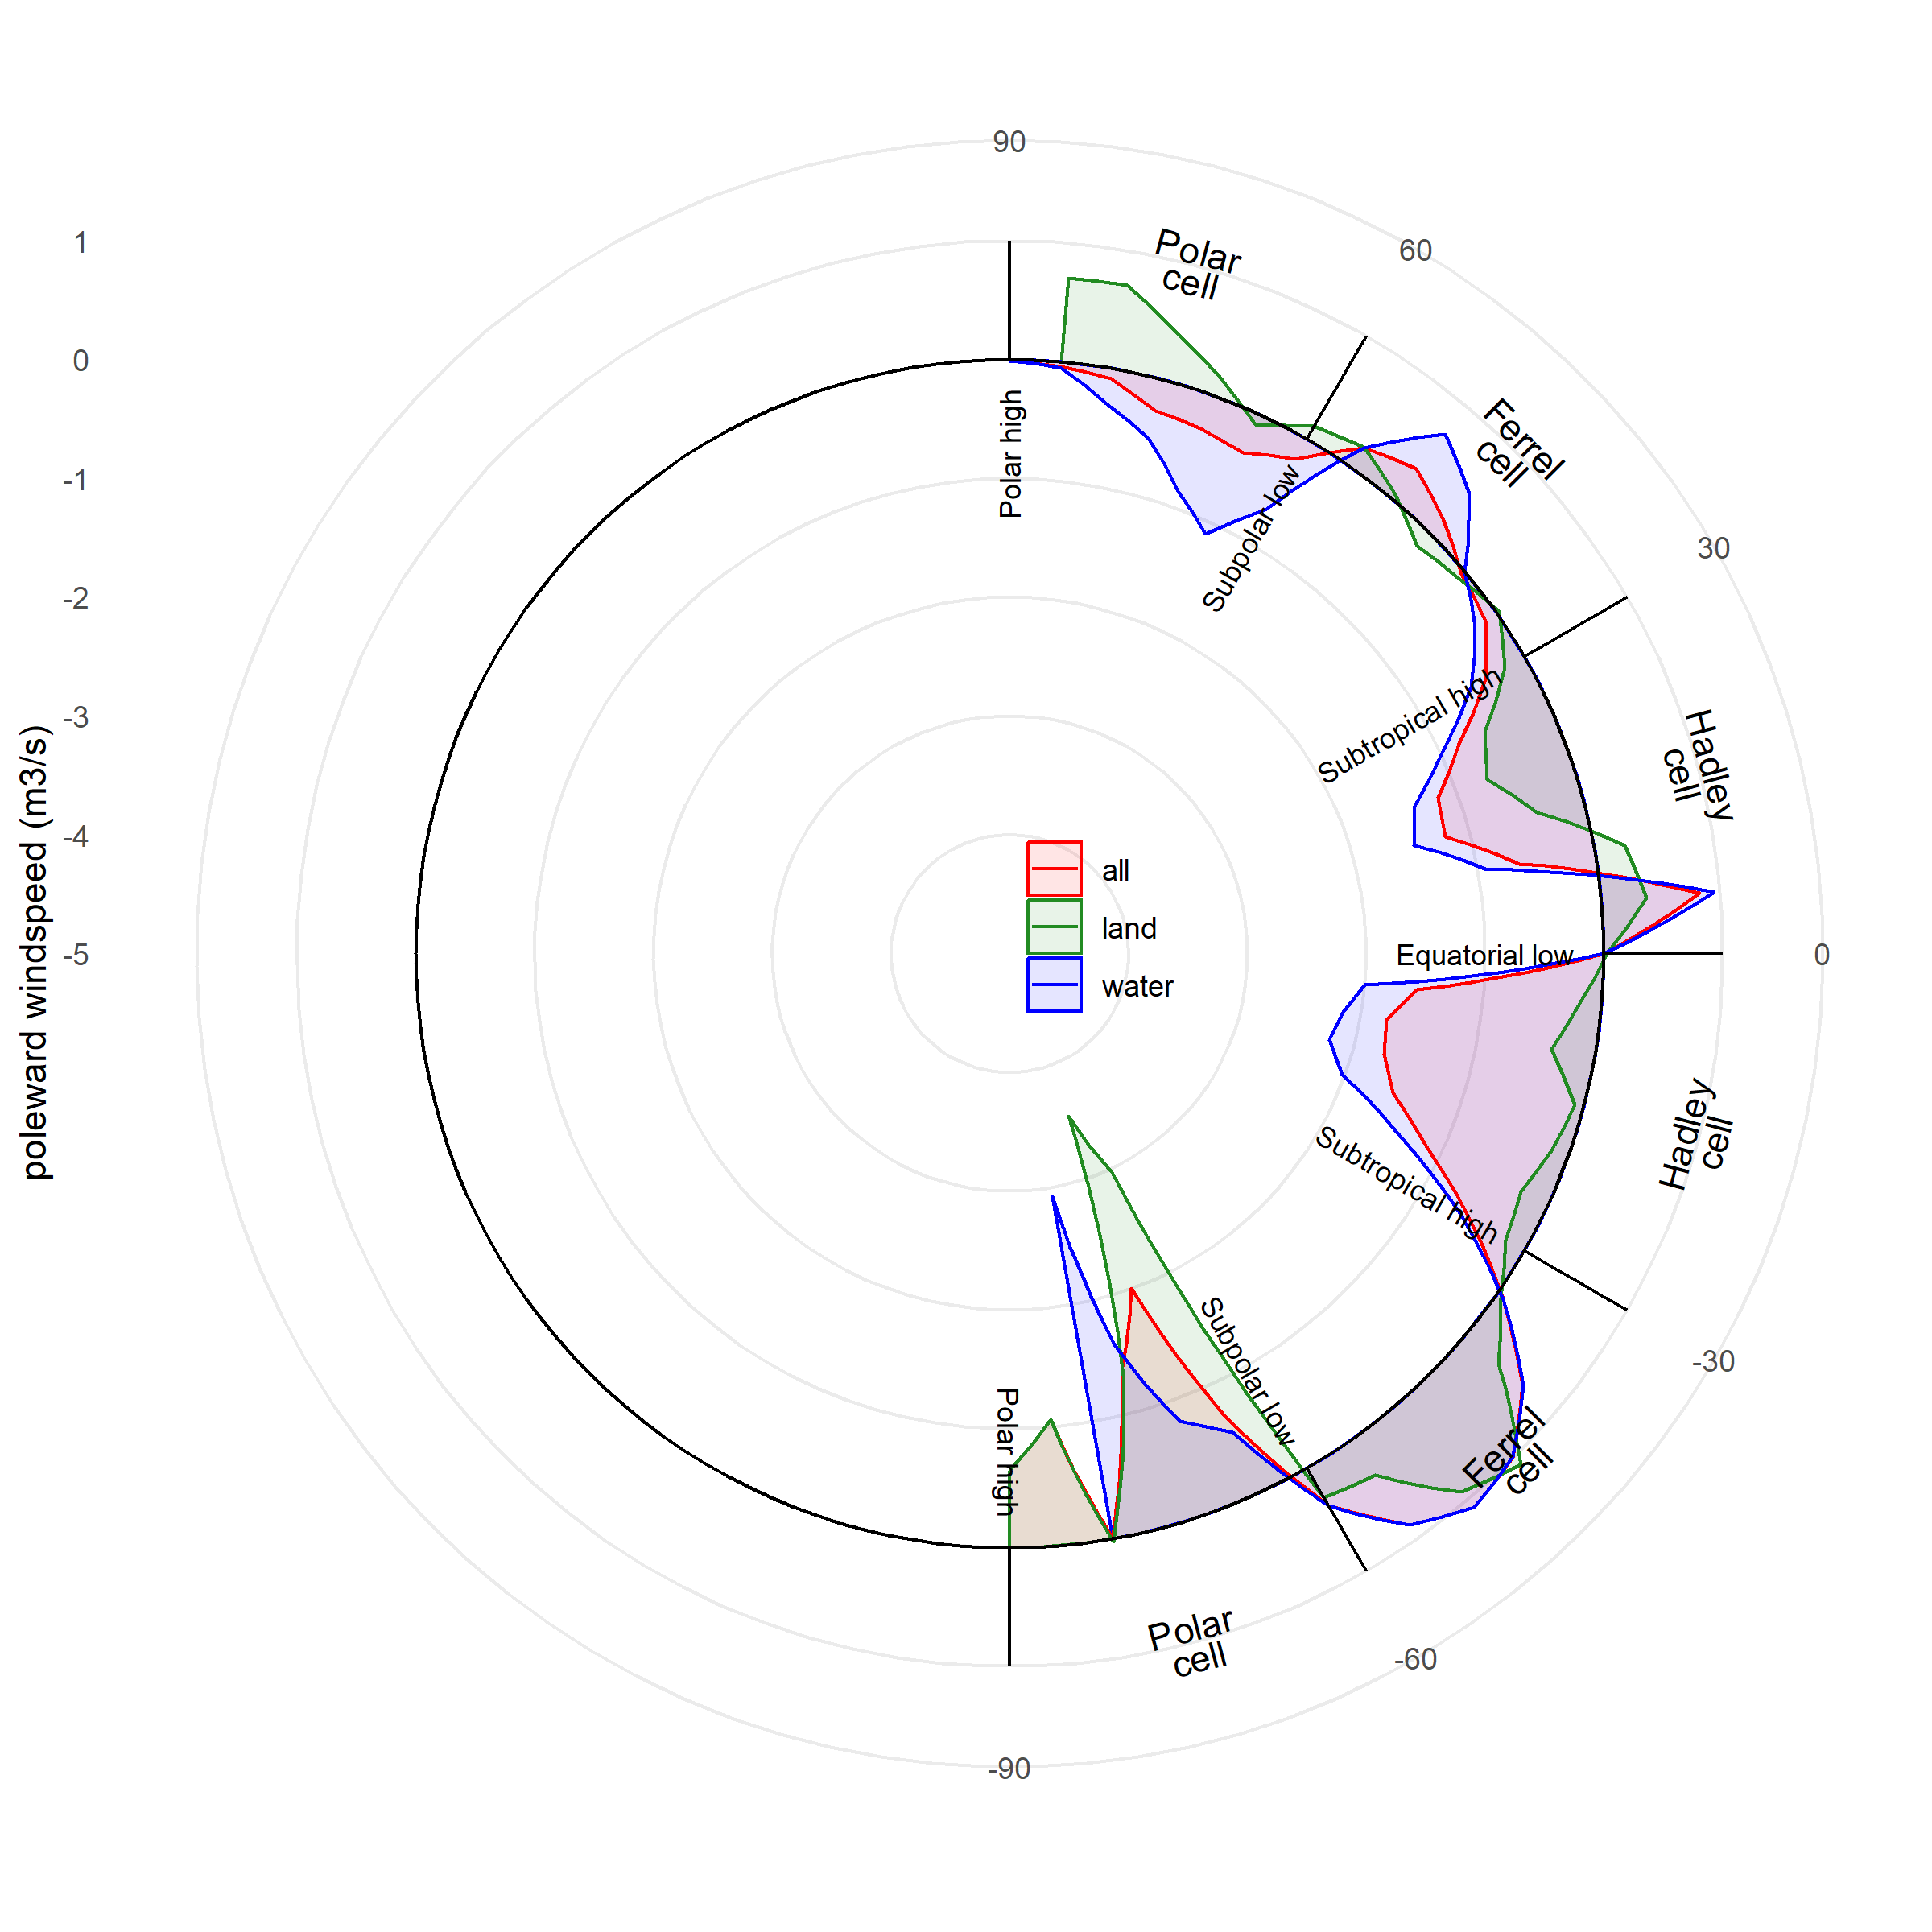 90
60
30
0
-30
-60
-90
1
0
-1
-2
-3
-4
-5
poleward windspeed (m3/s)
Polar
cell
Ferrel
cell
Hadley
cell
Hadley
cell
Ferrel
cell
Polar
cell
Polar high
Subpolar low
Subtropical high
Equatorial low
Subtropical high
Subpolar low
Polar high
all
land
water